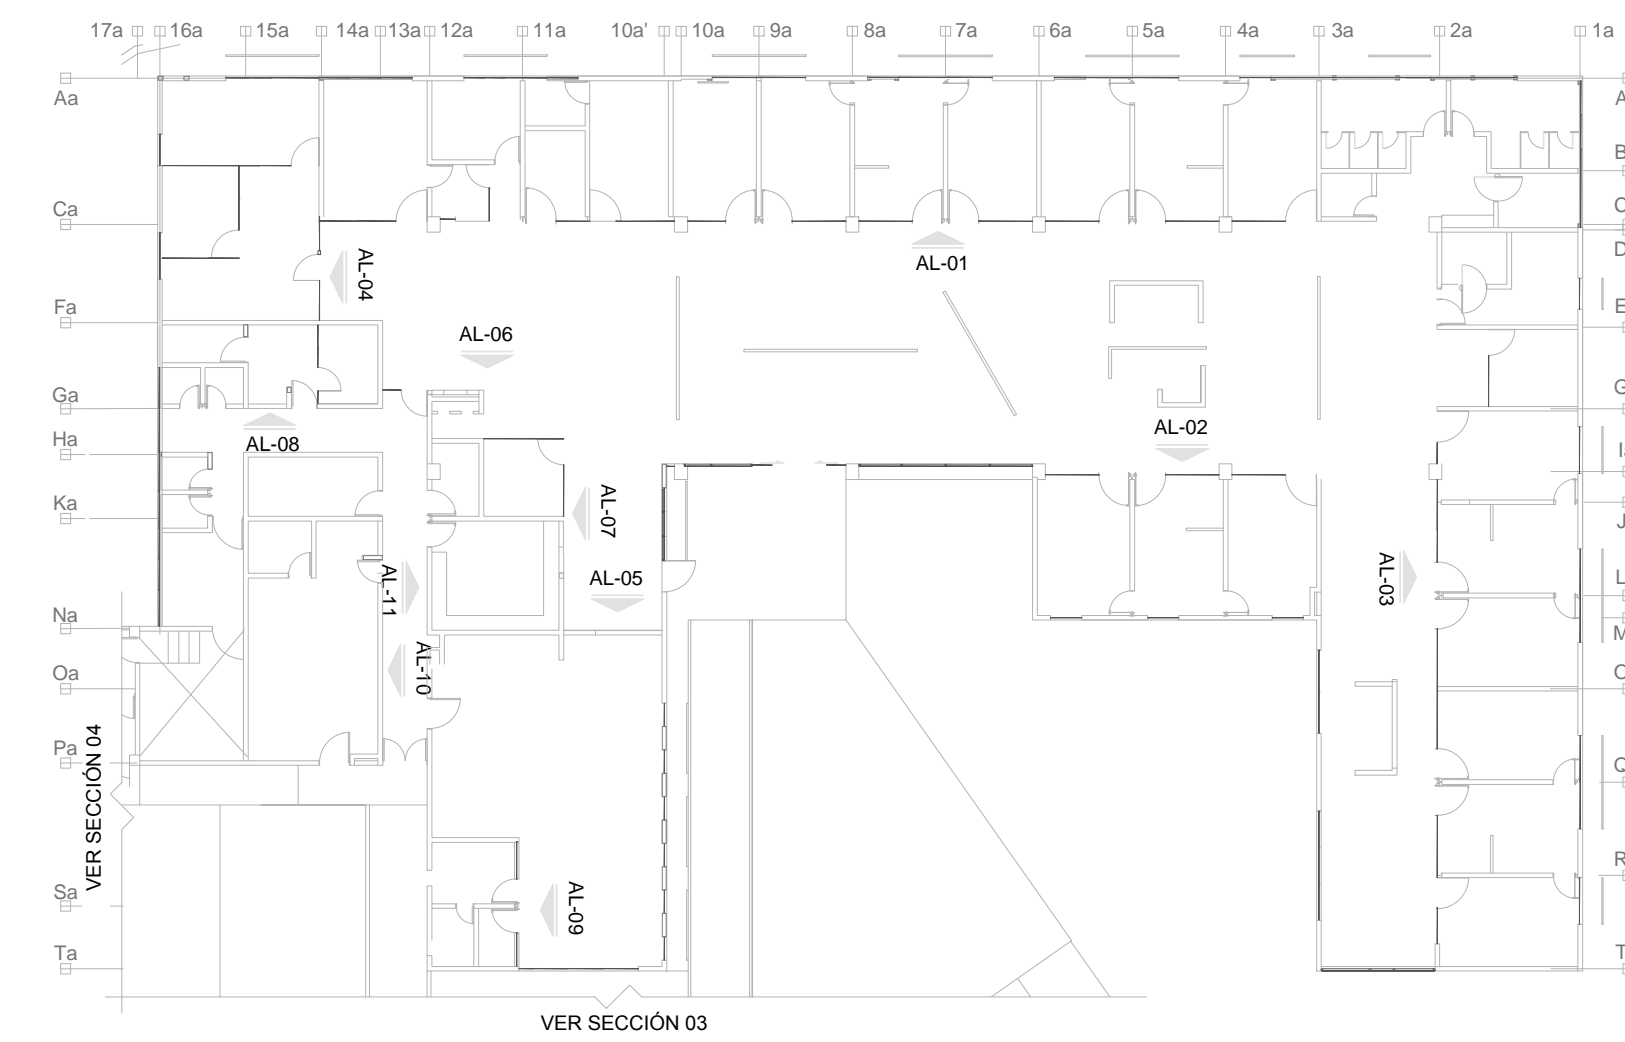 17a
16a
15a
14a
13a
12a
11a
10a'
10a
9a
8a
7a
6a
5a
4a
3a
2a
1a
Aa
Ca
Fa
Ga
Ha
Ka
Na
Oa
Pa
Sa
Ta
AL-04
AL-01
AL-06
AL-02
AL-08
AL-07
AL-05
AL-11
AL-03
AL-10
AL-09
VER SECCIÓN 04
VER SECCIÓN 03